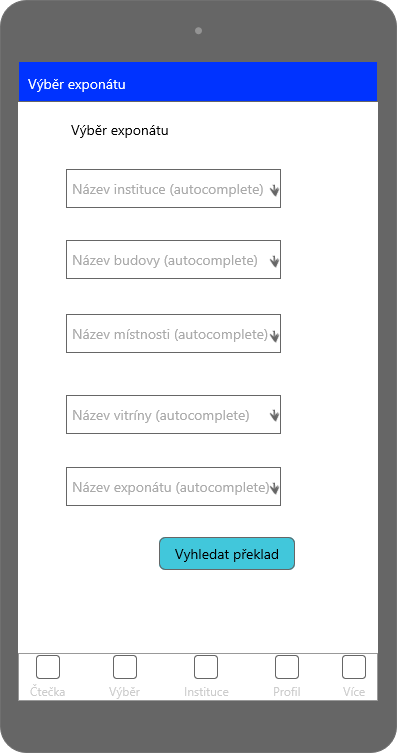 Výběr exponátu
Výběr exponátu
Název instituce (autocomplete)
Název budovy (autocomplete)
Název místnosti (autocomplete)
Název vitríny (autocomplete)
Název exponátu (autocomplete)
Vyhledat překlad
Čtečka Výběr Instituce Profil Více